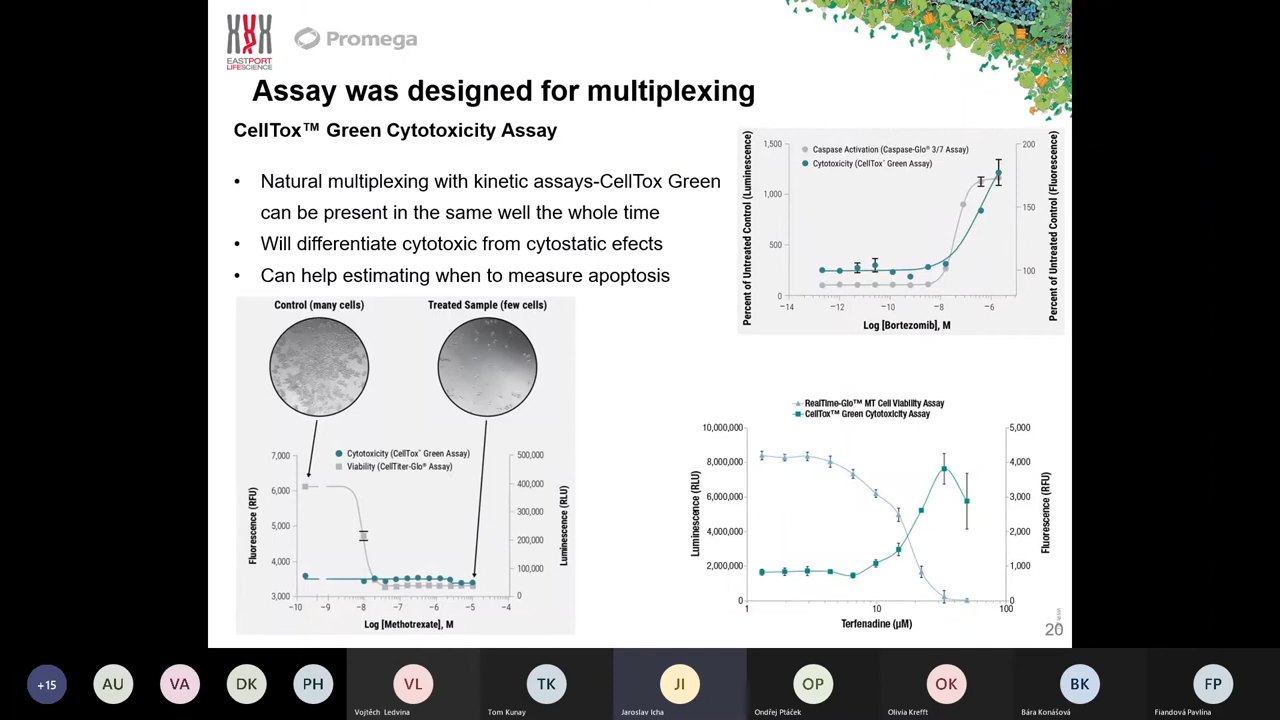 EASTPORT
LIFESCIENCE
Promega
Assay was designed for multiplexing
CellTox™ Green Cytotoxicity Assay
• Natural multiplexing with kinetic assays-CellTox Green
can be present in the same well the whole time
• Will differentiate cytotoxic from cytostatic efects
• Can help estimating when to measure apoptosis
Percent of Untreated Control (Luminescence)
1,500
1,000
500
0
Caspase Activation (Caspase-Glo® 3/7 Assay)
Cytotoxicity (CellTox™ Green Assay)
200
150
100
Percent of Untreated Control (Fluorescence)
−14 −12 −10 −8 −6
Log [Bortezomib], M
Control (many cells) Treated Sample (few cells)
Cytotoxicity (CellTox™ Green Assay)
Viability (CellTiter-Glo® Assay)
Fluorescence (RFU)
7,000
6,000
5,000
4,000
3,000
500,000
400,000
300,000
200,000
100,000
0
Luminescence (RLU)
−10 −9 −8 −7 −6 −5 −4
Log [Methotrexate], M
RealTime-Glo™ MT Cell Viability Assay
CellTox™ Green Cytotoxicity Assay
Luminescence (RLU)
10,000,000
8,000,000
6,000,000
4,000,000
2,000,000
0
5,000
4,000
3,000
2,000
1,000
0
Fluorescence (RFU)
1 10 100
Terfenadine (µM)
20
+15 AU VA DK PH VL TK JI OP OK BK FP
Vojtěch Ledvina Tom Kunay Jaroslav Icha Ondřej Ptáček Olivia Krefft Bára Konášová Fiandová Pavlína